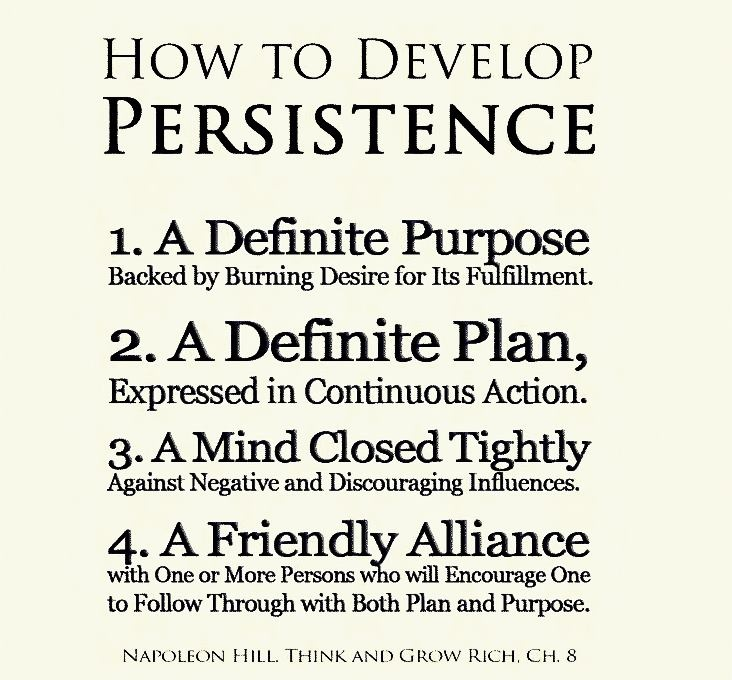 How to Develop
Persistence
1. A Definite Purpose
Backed by Burning Desire for Its Fulfillment.
2. A Definite Plan,
Expressed in Continuous Action.
3. A Mind Closed Tightly
Against Negative and Discouraging Influences.
4. A Friendly Alliance
with One or More Persons who will Encourage One
to Follow Through with Both Plan and Purpose.
Napoleon Hill. Think and Grow Rich, Ch. 8